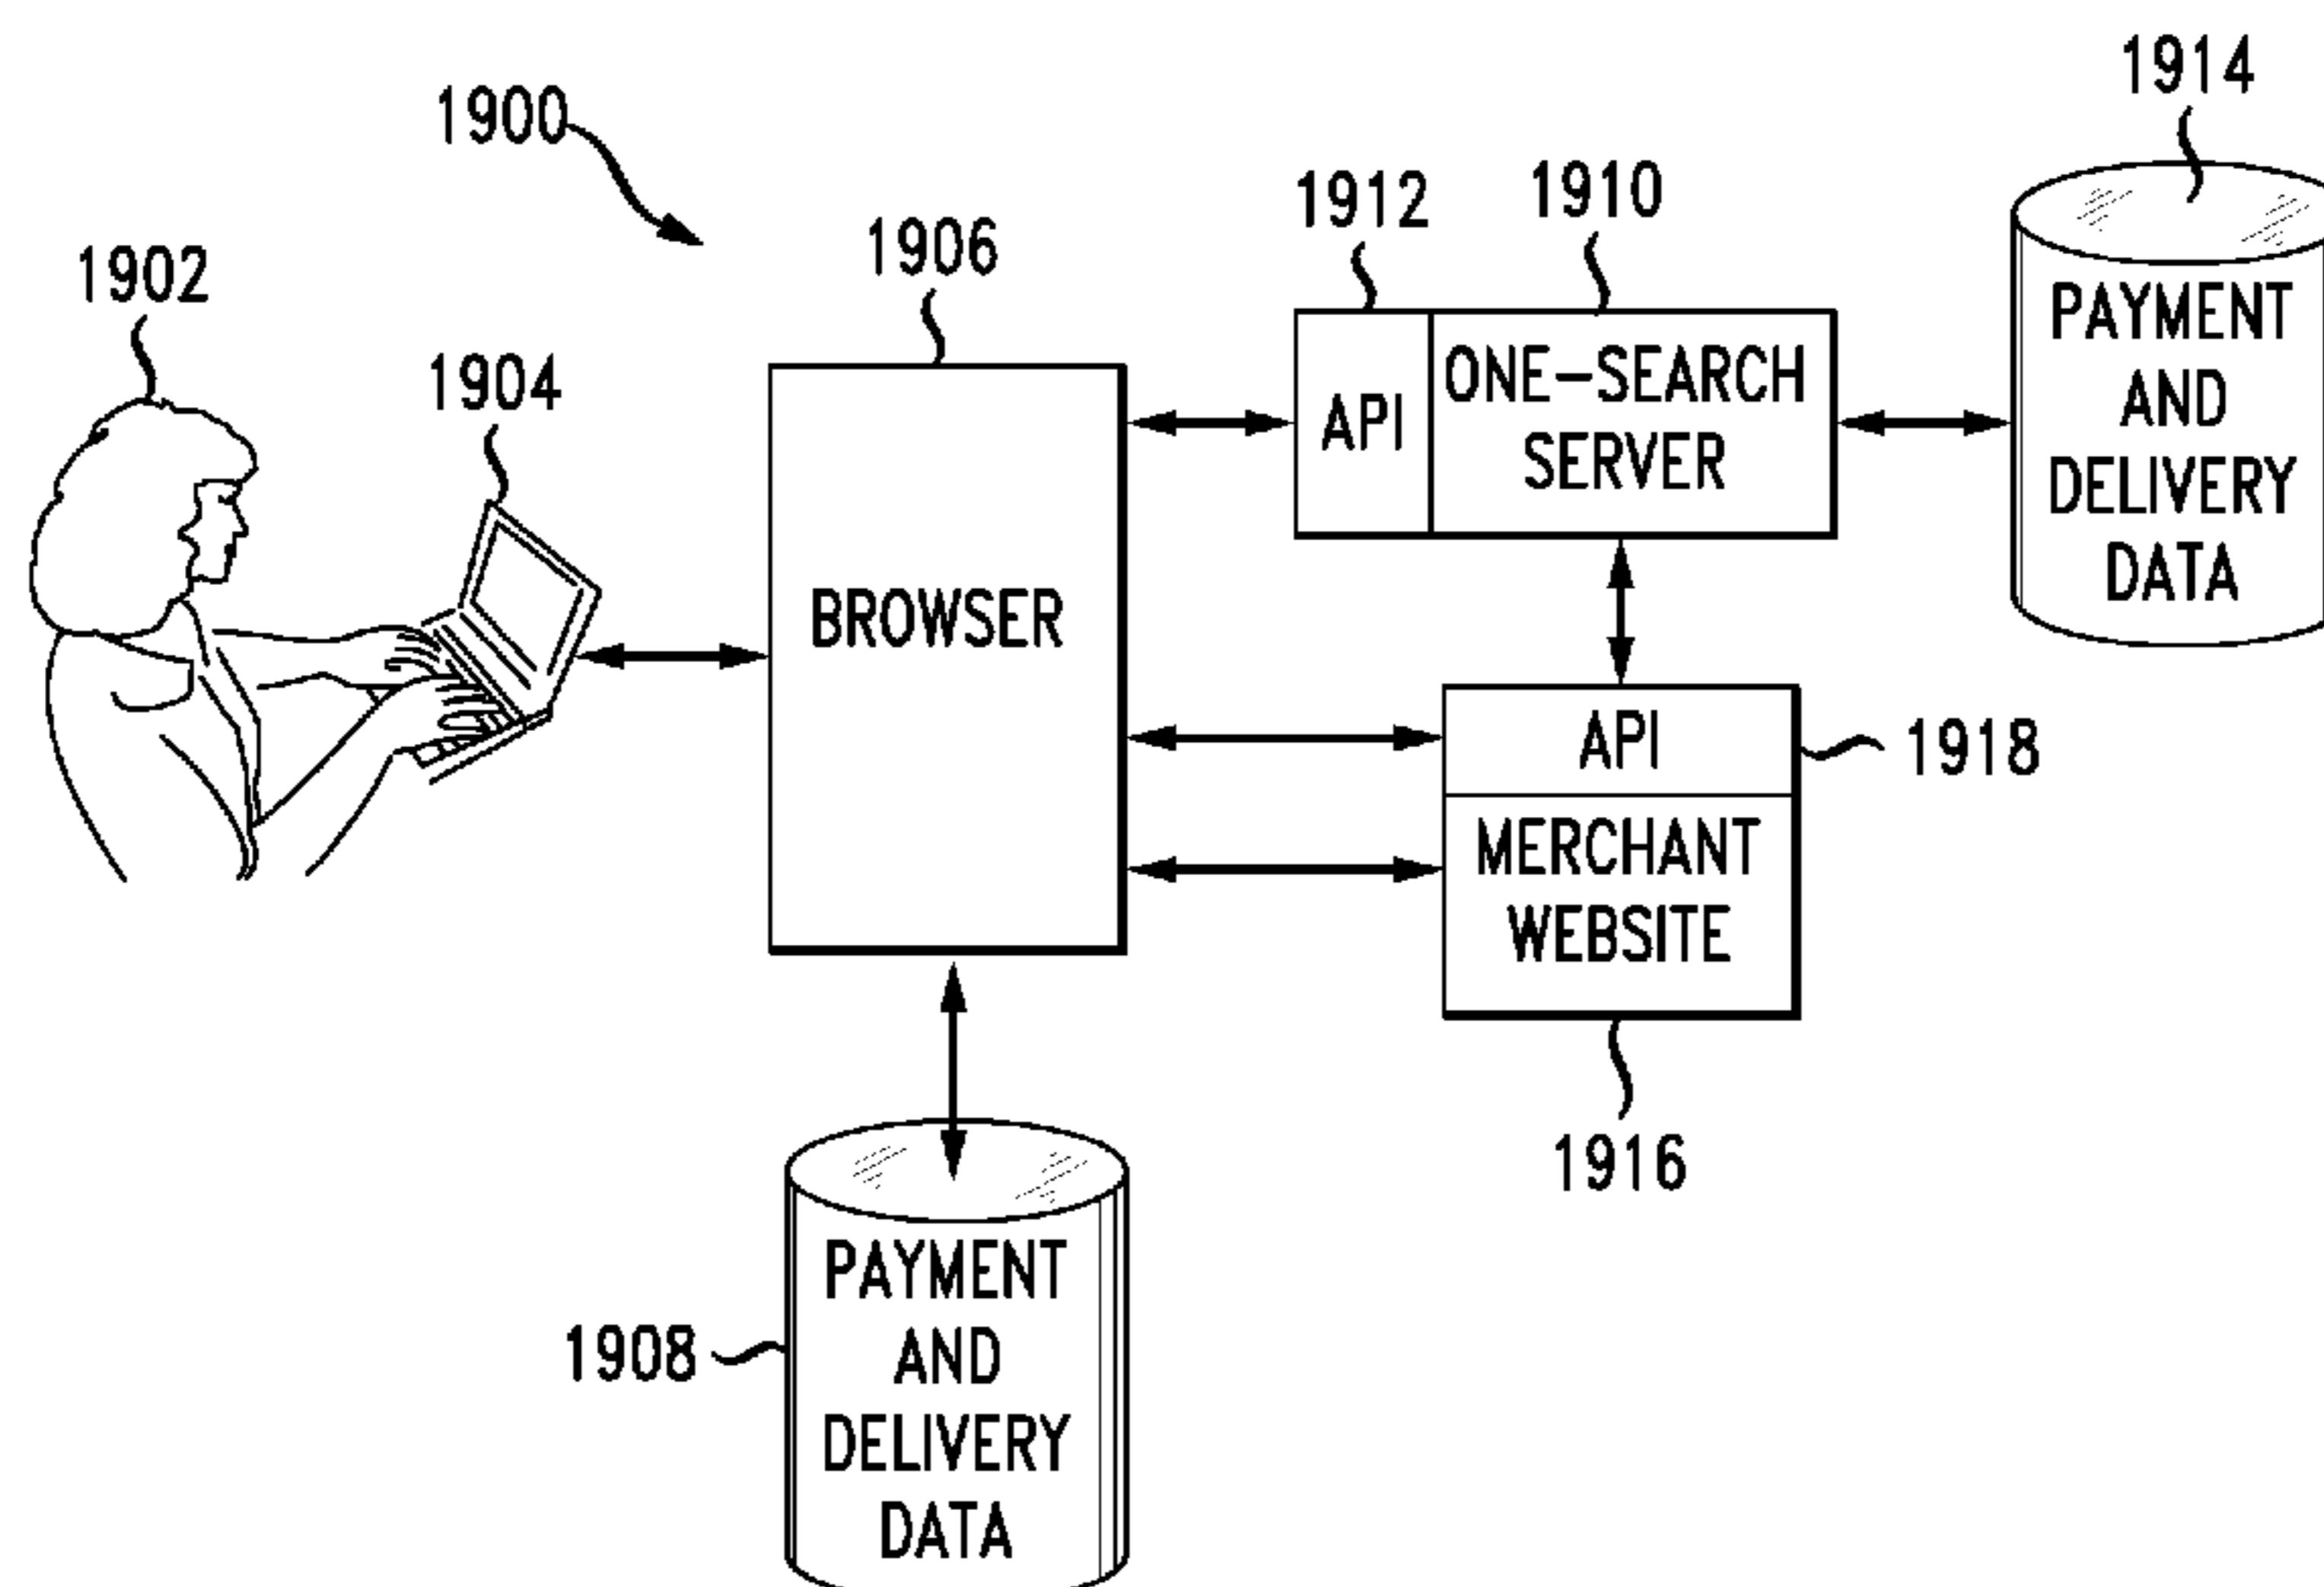 1914
1900
1912
1910
1906
1902
1904
PAYMENT
AND
DELIVERY
DATA
API
ONE-SEARCH
SERVER
BROWSER
API
1918
MERCHANT
WEBSITE
1916
PAYMENT
AND
DELIVERY
DATA
1908